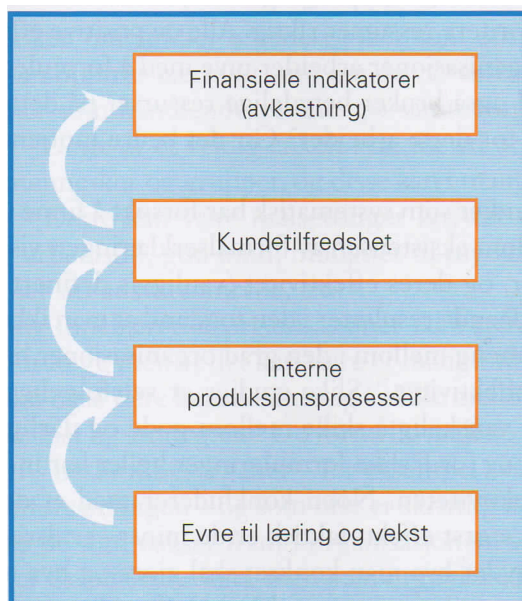 Finansielle indikatorer
(avkastning)
Kundetilfredshet
Interne
produksjonsprosesser
Evne til læring og vekst